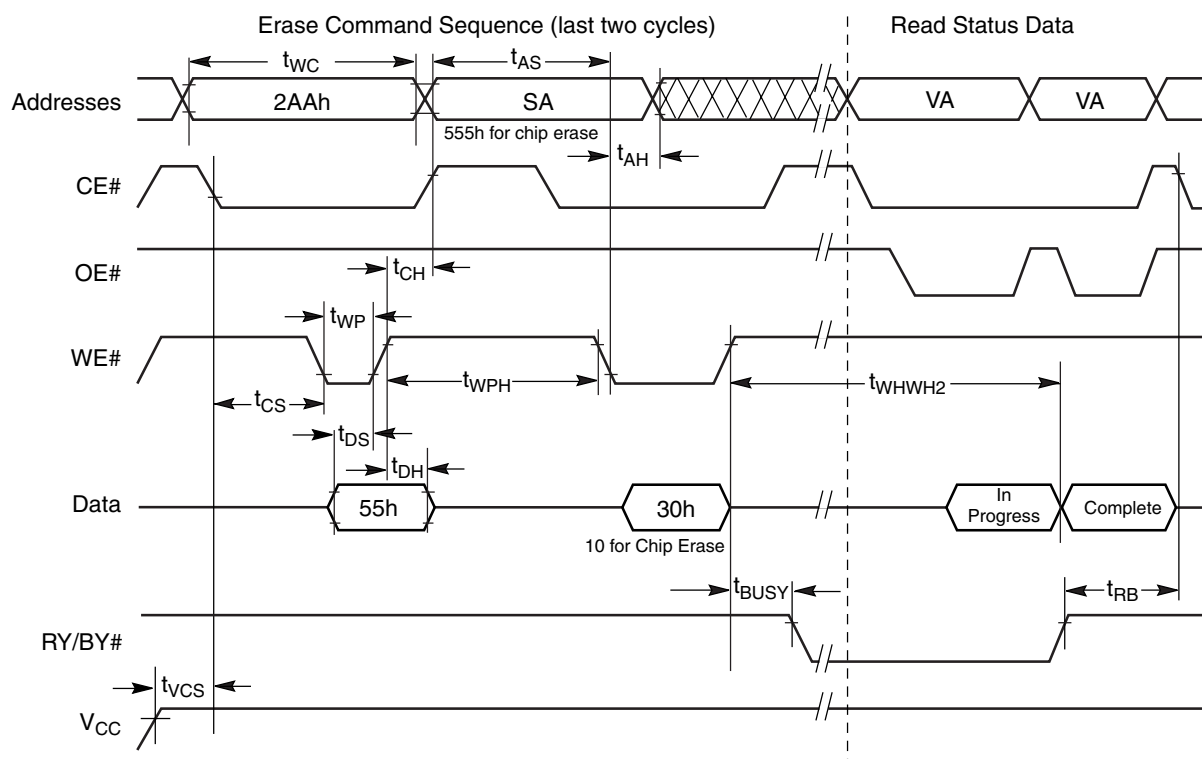 Erase Command Sequence (last two cycles)
Read Status Data
tWC
tAS
Addresses
2AAh
SA
VA
VA
555h for chip erase
tAH
CE#
OE#
tCH
tWP
WE#
tWPH
tWHWH2
tCS
tDS
tDH
Data
55h
30h
In
Progress
Complete
10 for Chip Erase
tBUSY
tRB
RY/BY#
tVCS
VCC